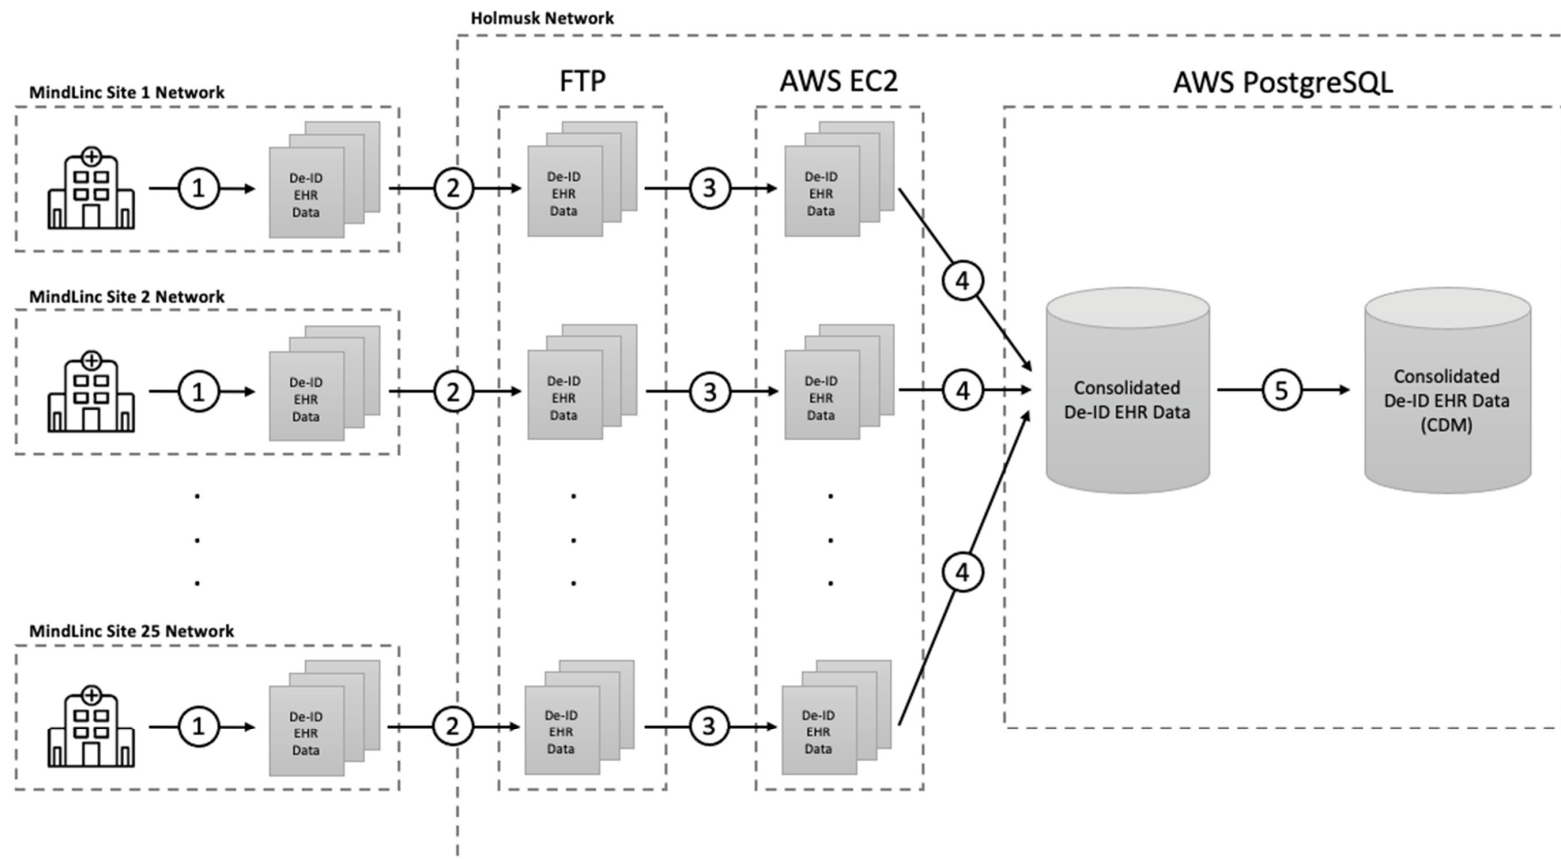 Holmusk Network
FTP
AWS EC2
AWS PostgreSQL
MindLinc Site 1 Network
1
De-ID
EHR
Data
2
De-ID
EHR
Data
3
De-ID
EHR
Data
4
MindLinc Site 2 Network
1
De-ID
EHR
Data
2
De-ID
EHR
Data
3
De-ID
EHR
Data
4
Consolidated
De-ID EHR Data
5
Consolidated
De-ID EHR Data
(CDM)
MindLinc Site 25 Network
1
De-ID
EHR
Data
2
De-ID
EHR
Data
3
De-ID
EHR
Data
4